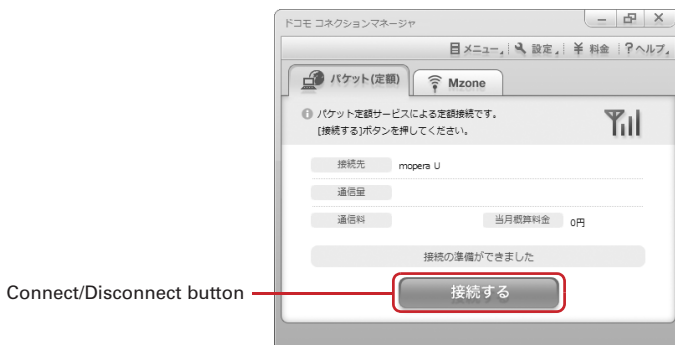 ドコモ コネクションマネージャ
メニュー 設定 ¥ 料金 ? ヘルプ
パケット(定額) Mzone
パケット定額サービスによる定額接続です。
[接続する]ボタンを押してください。
接続先 mopera U
通信量
通信料 当月概算料金 0円
接続の準備ができました
Connect/Disconnect button 接続する